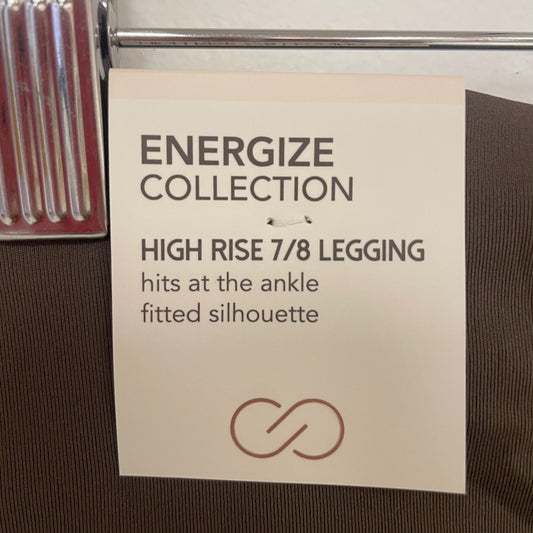 ENERGIZE
COLLECTION
HIGH RISE 7/8 LEGGING
hits at the ankle
fitted silhouette